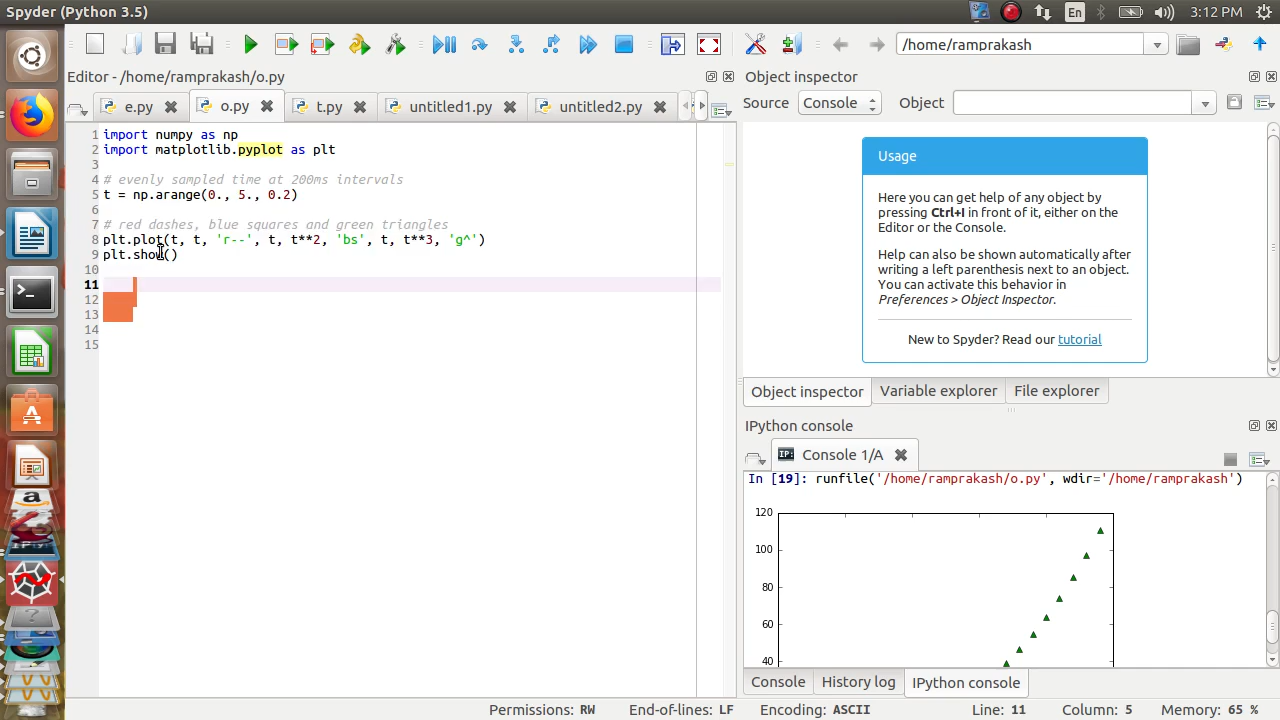 Spyder (Python 3.5)
En
3:12 PM
/home/ramprakash
Editor - /home/ramprakash/o.py
Object inspector
e.py
o.py
t.py
untitled1.py
untitled2.py
Source
Console
Object
1 import numpy as np
2 import matplotlib.pyplot as plt
3
4 # evenly sampled time at 200ms intervals
5 t = np.arange(0., 5., 0.2)
6
7 # red dashes, blue squares and green triangles
8 plt.plot(t, t, 'r--', t, t**2, 'bs', t, t**3, 'g^')
9 plt.show()
10
11
12
13
14
15
Usage
Here you can get help of any object by
pressing Ctrl+I in front of it, either on the
Editor or the Console.
Help can also be shown automatically after
writing a left parenthesis next to an object.
You can activate this behavior in
Preferences > Object Inspector.
New to Spyder? Read our tutorial
Object inspector
Variable explorer
File explorer
IPython console
IP:
Console 1/A
In [19]: runfile('/home/ramprakash/o.py', wdir='/home/ramprakash')
120
100
80
60
40
Console
History log
IPython console
Permissions: RW
End-of-lines: LF
Encoding: ASCII
Line: 11
Column: 5
Memory: 65 %